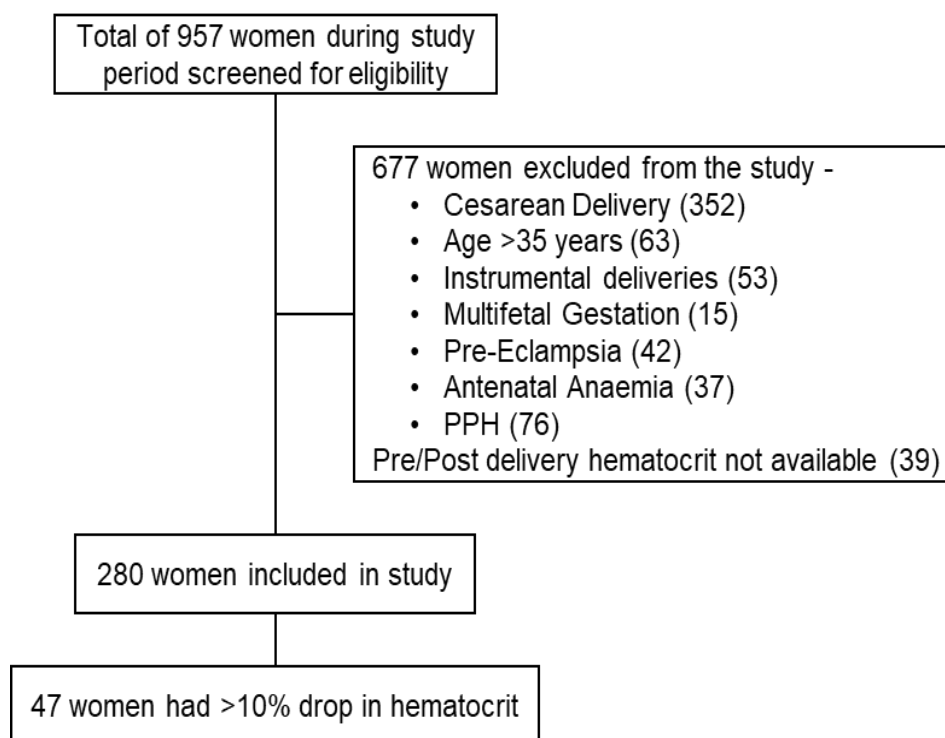 Total of 957 women during study
period screened for eligibility
677 women excluded from the study -
• Cesarean Delivery (352)
• Age >35 years (63)
• Instrumental deliveries (53)
• Multifetal Gestation (15)
• Pre-Eclampsia (42)
• Antenatal Anaemia (37)
• PPH (76)
Pre/Post delivery hematocrit not available (39)
280 women included in study
47 women had >10% drop in hematocrit